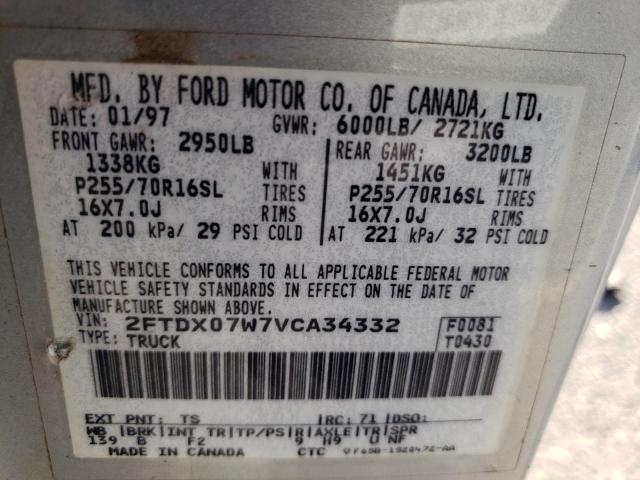 MFD. BY FORD MOTOR CO. OF CANADA, LTD.
DATE: 01/97
GVWR: 6000LB/ 2721KG
FRONT GAWR: 2950LB
1338KG WITH
P255/70R16SL TIRES
16X7.0J RIMS
AT 200 kPa/ 29 PSI COLD
REAR GAWR: 3200LB
1451KG WITH
P255/70R16SL TIRES
16X7.0J RIMS
AT 221 kPa/ 32 PSI COLD
THIS VEHICLE CONFORMS TO ALL APPLICABLE FEDERAL MOTOR
VEHICLE SAFETY STANDARDS IN EFFECT ON THE DATE OF
MANUFACTURE SHOWN ABOVE.
VIN: 2FTDX07W7VCA34332
TYPE: TRUCK
F0081
T0430
EXT PNT: TS RC: 71 DSO:
WB BRK INT TR TP/PS R AXLE TR SPR
139 B F2 9 H9 U NF
MADE IN CANADA CTC